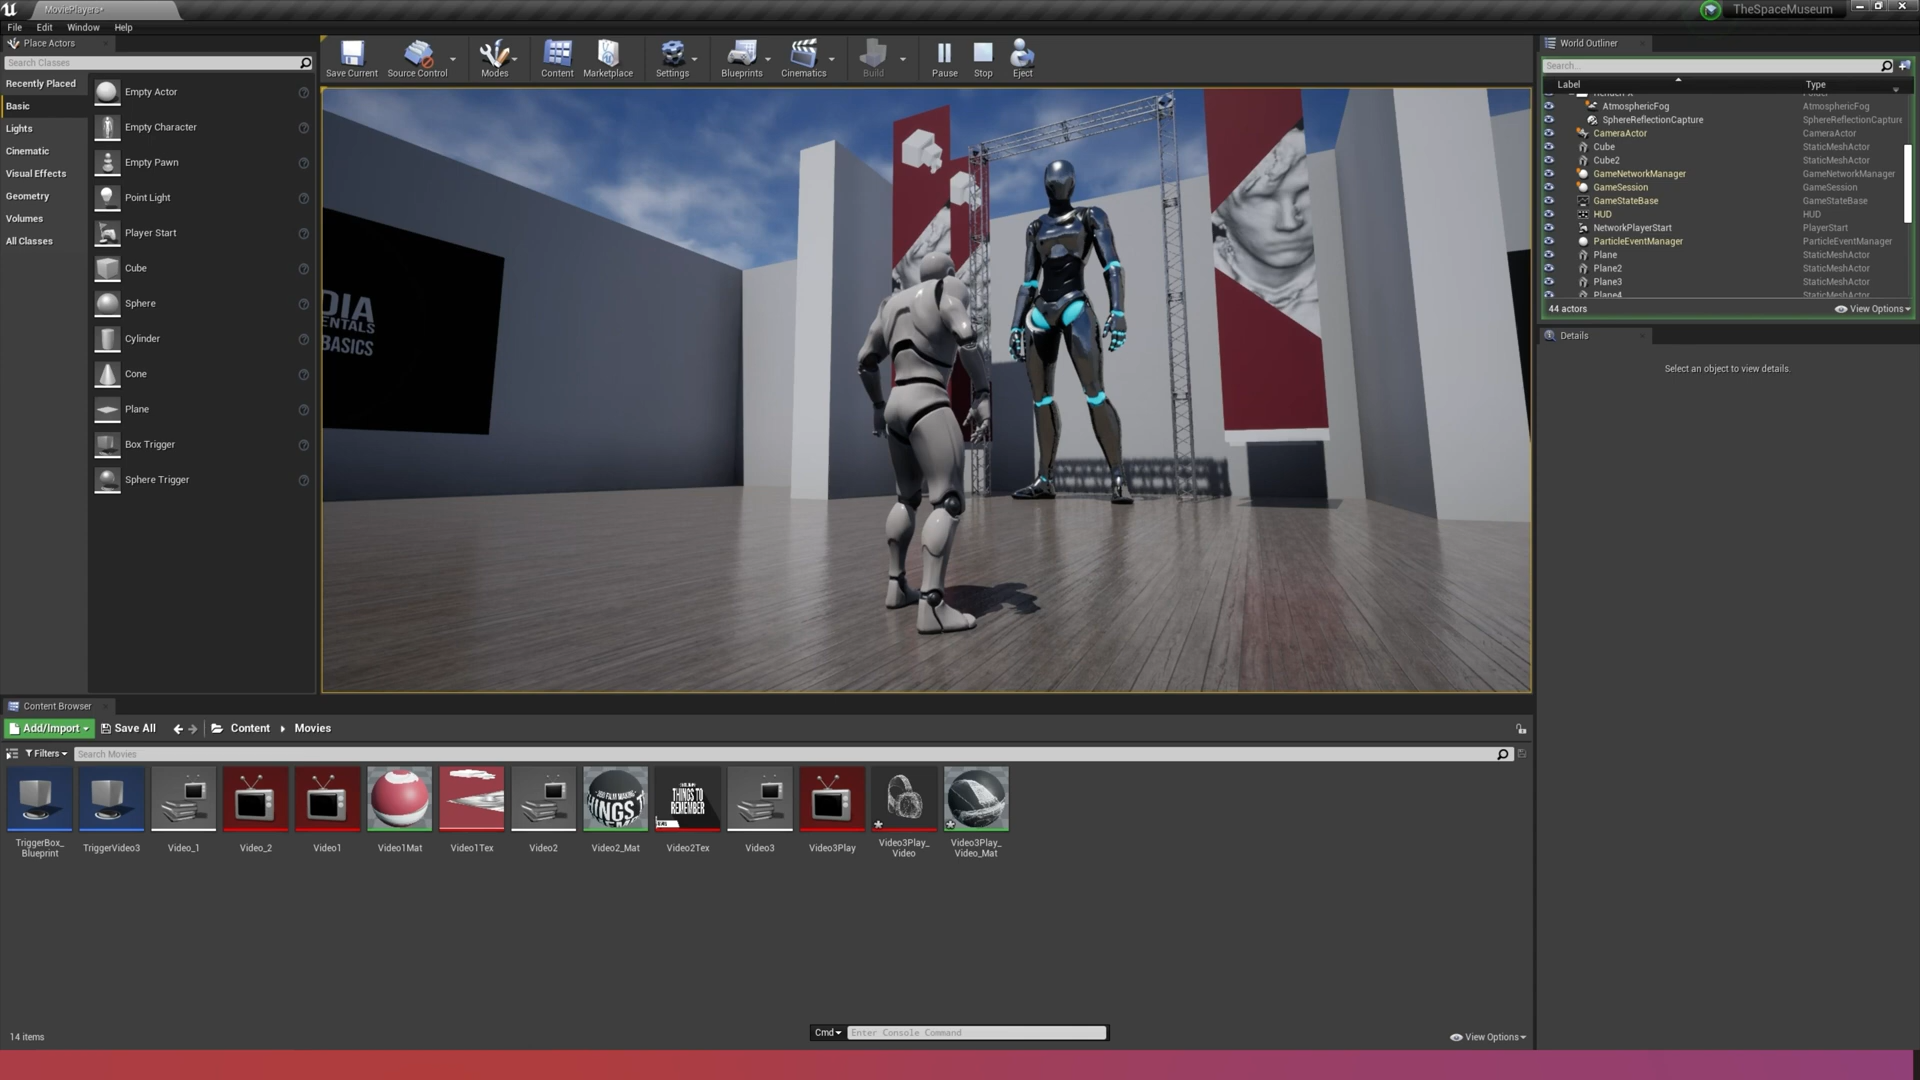 MoviePlayers*
TheSpaceMuseum
File Edit Window Help
Place Actors
Search Classes
Recently Placed
Basic
Lights
Cinematic
Visual Effects
Geometry
Volumes
All Classes
Empty Actor
Empty Character
Empty Pawn
Point Light
Player Start
Cube
Sphere
Cylinder
Cone
Plane
Box Trigger
Sphere Trigger
Save Current
Source Control
Modes
Content
Marketplace
Settings
Blueprints
Cinematics
Build
Pause
Stop
Eject
DIA
ENTALS
BASICS
World Outliner
Search...
Label Type
AtmosphericFog AtmosphericFog
SphereReflectionCapture SphereReflectionCapture
CameraActor CameraActor
Cube StaticMeshActor
Cube2 StaticMeshActor
GameNetworkManager GameNetworkManager
GameSession GameSession
GameStateBase GameStateBase
HUD HUD
NetworkPlayerStart PlayerStart
ParticleEventManager ParticleEventManager
Plane StaticMeshActor
Plane2 StaticMeshActor
Plane3 StaticMeshActor
Plane4 StaticMeshActor
44 actors View Options
Details
Select an object to view details.
Content Browser
Add/Import Save All Content Movies
Filters Search Movies
THINGS TO
REMEMBER
TriggerBox_
Blueprint
TriggerVideo3
Video_1
Video_2
Video1
Video1Mat
Video1Tex
Video2
Video2_Mat
Video2Tex
Video3
Video3Play
Video3Play_
Video
Video3Play_
Video_Mat
14 items
Cmd Enter Console Command
View Options